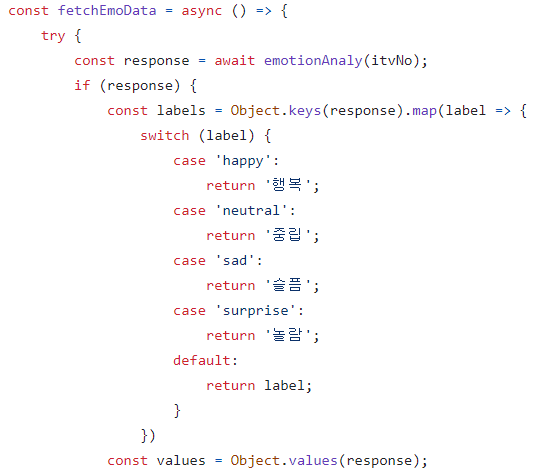 const fetchEmoData = async () => {
    try {
        const response = await emotionAnaly(itvNo);
        if (response) {
            const labels = Object.keys(response).map(label => {
                switch (label) {
                    case 'happy':
                        return '행복';
                    case 'neutral':
                        return '중립';
                    case 'sad':
                        return '슬픔';
                    case 'surprise':
                        return '놀람';
                    default:
                        return label;
                    }
                })
            const values = Object.values(response);